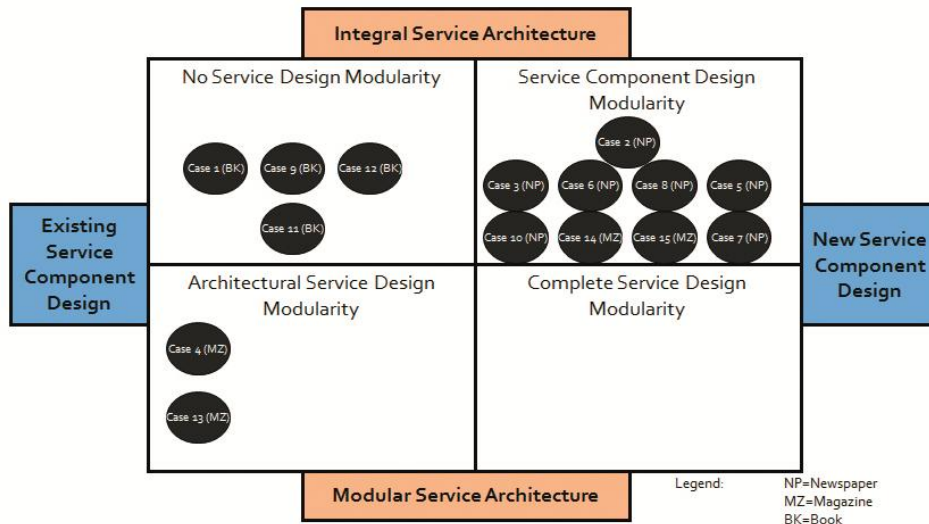 Integral Service Architecture
No Service Design Modularity
Service Component Design
Modularity
Case 2 (NP)
Case 1 (BK)
Case 9 (BK)
Case 12 (BK)
Case 3 (NP)
Case 6 (NP)
Case 8 (NP)
Case 5 (NP)
Case 11 (BK)
Case 10 (NP)
Case 14 (MZ)
Case 15 (MZ)
Case 7 (NP)
Existing
Service
Component
Design
New Service
Component
Design
Architectural Service Design
Modularity
Complete Service Design
Modularity
Case 4 (MZ)
Case 13 (MZ)
Modular Service Architecture
Legend: NP=Newspaper
MZ=Magazine
BK=Book